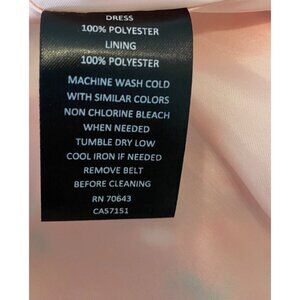 DRESS
100% POLYESTER
LINING
100% POLYESTER
MACHINE WASH COLD
WITH SIMILAR COLORS
NON CHLORINE BLEACH
WHEN NEEDED
TUMBLE DRY LOW
COOL IRON IF NEEDED
REMOVE BELT
BEFORE CLEANING
RN 70643
CA57151